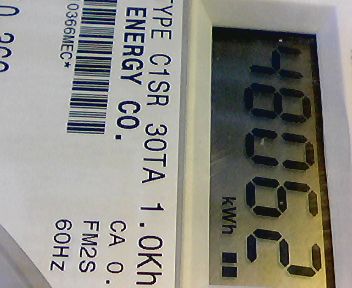 48062
kWh
TYPE C1SR 30TA 1.0Kh
ENERGY CO.
CA 0.
FM2S
60Hz
0366MEC*